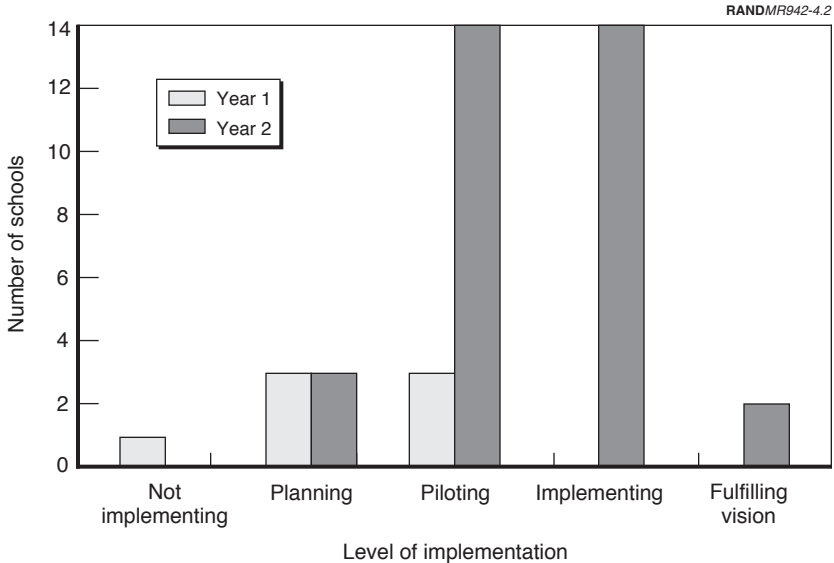 RANDMR942-4.2
14
12
10
8
6
4
2
0
Number of schools
Year 1
Year 2
Not implementing
Planning
Piloting
Implementing
Fulfilling vision
Level of implementation